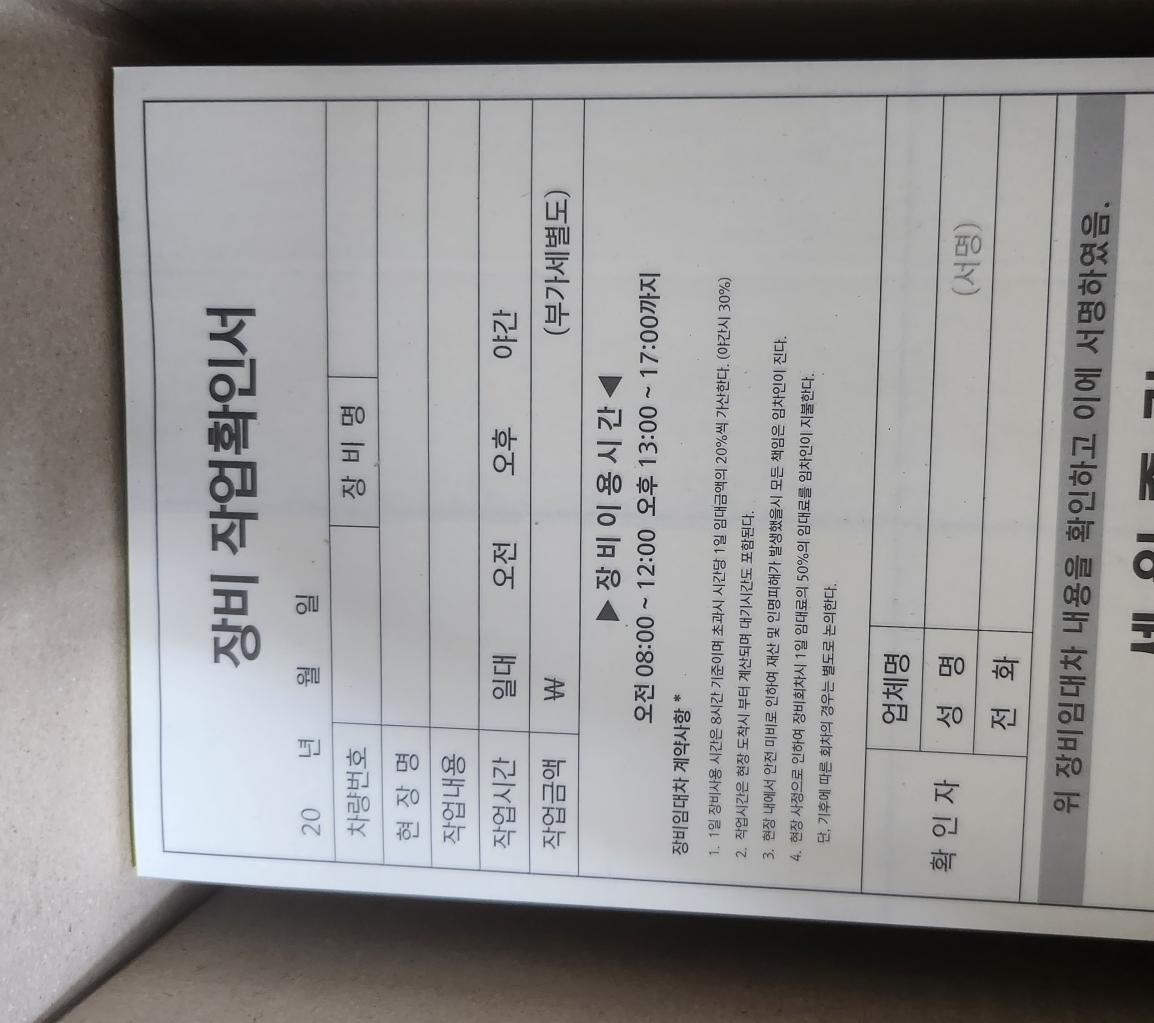 장비 작업확인서
20 년 월 일
차량번호 장 비 명
현 장 명
작업내용
작업시간 일대 오전 오후 야간
작업금액 ₩ (부가세별도)
▶ 장 비 이 용 시 간 ◀
오전 08:00 ~ 12:00 오후 13:00 ~ 17:00까지
장비임대차 계약사항 *
1. 1일 장비사용 시간은 8시간 기준이며 초과시 시간당 1일 임대금액의 20%씩 가산한다. (야간시 30%)
2. 작업시간은 현장 도착시 부터 계산되며 대기시간도 포함된다.
3. 현장 내에서 안전 미비로 인하여 재산 및 인명피해가 발생했을시 모든 책임은 임차인이 진다.
4. 현장 사정으로 인하여 장비회차시 1일 임대료의 50%의 임대료를 임차인이 지불한다.
단, 기후에 따른 회차의 경우는 별도로 논의한다.
확 인 자
업체명
성 명 (서명)
전 화
위 장비임대차 내용을 확인하고 이에 서명하였음.